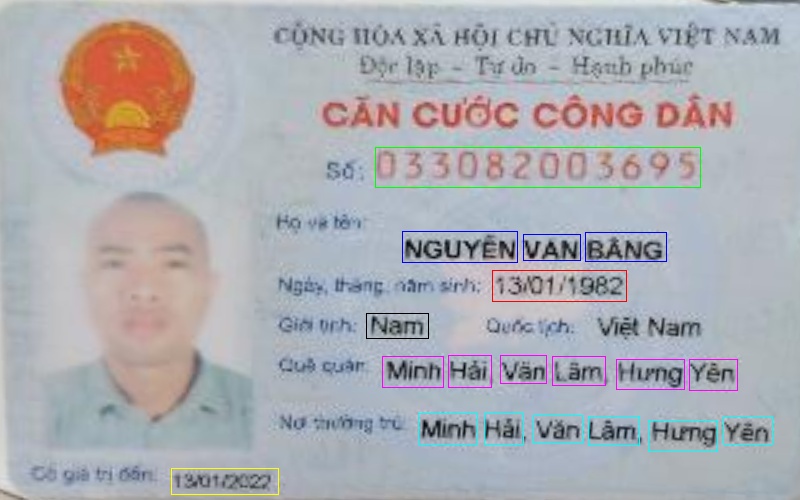 CỘNG HÒA XÃ HỘI CHỦ NGHĨA VIỆT NAM
Độc lập - Tự do - Hạnh phúc
CĂN CƯỚC CÔNG DÂN
Số: 033082003695
Họ và tên:
NGUYỄN VAN BẰNG
Ngày, tháng, năm sinh: 13/01/1982
Giới tính: Nam Quốc tịch: Việt Nam
Quê quán: Minh Hải, Văn Lâm, Hưng Yên
Nơi thường trú: Minh Hải, Văn Lâm, Hưng Yên
Có giá trị đến: 13/01/2022